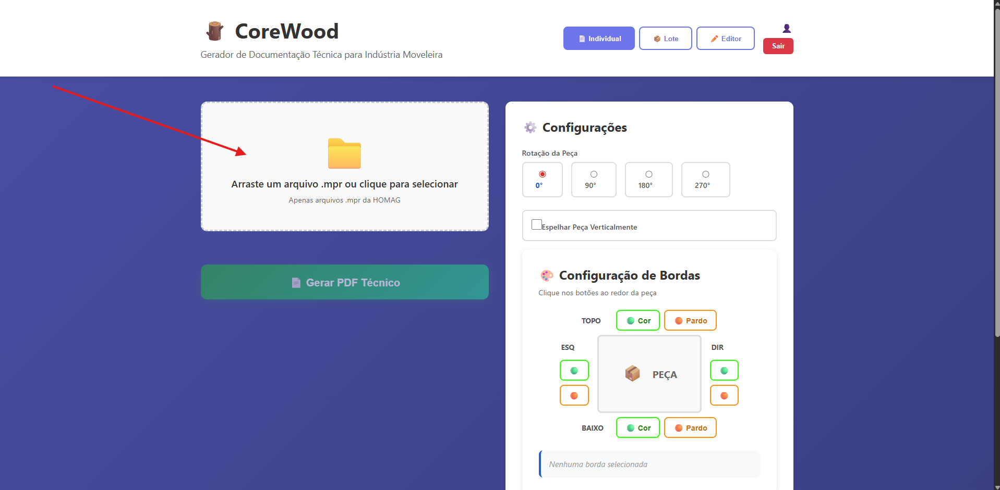 CoreWood
Gerador de Documentação Técnica para Indústria Moveleira
Individual
Lote
Editor
Sair
Arraste um arquivo .mpr ou clique para selecionar
Apenas arquivos .mpr da HOMAG
Gerar PDF Técnico
Configurações
Rotação da Peça
0°
90°
180°
270°
Espelhar Peça Verticalmente
Configuração de Bordas
Clique nos botões ao redor da peça
TOPO
Cor
Pardo
ESQ
DIR
PEÇA
BAIXO
Cor
Pardo
Nenhuma borda selecionada